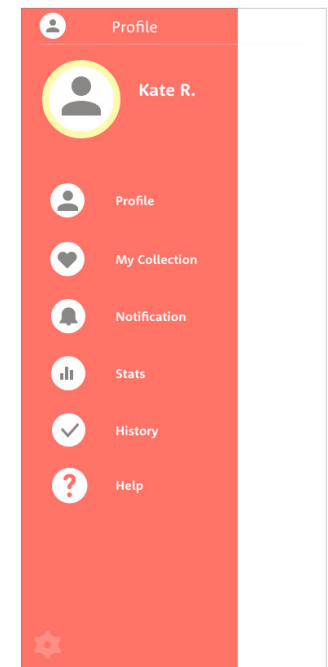 Profile
Kate R.
Profile
My Collection
Notification
Stats
History
?
Help